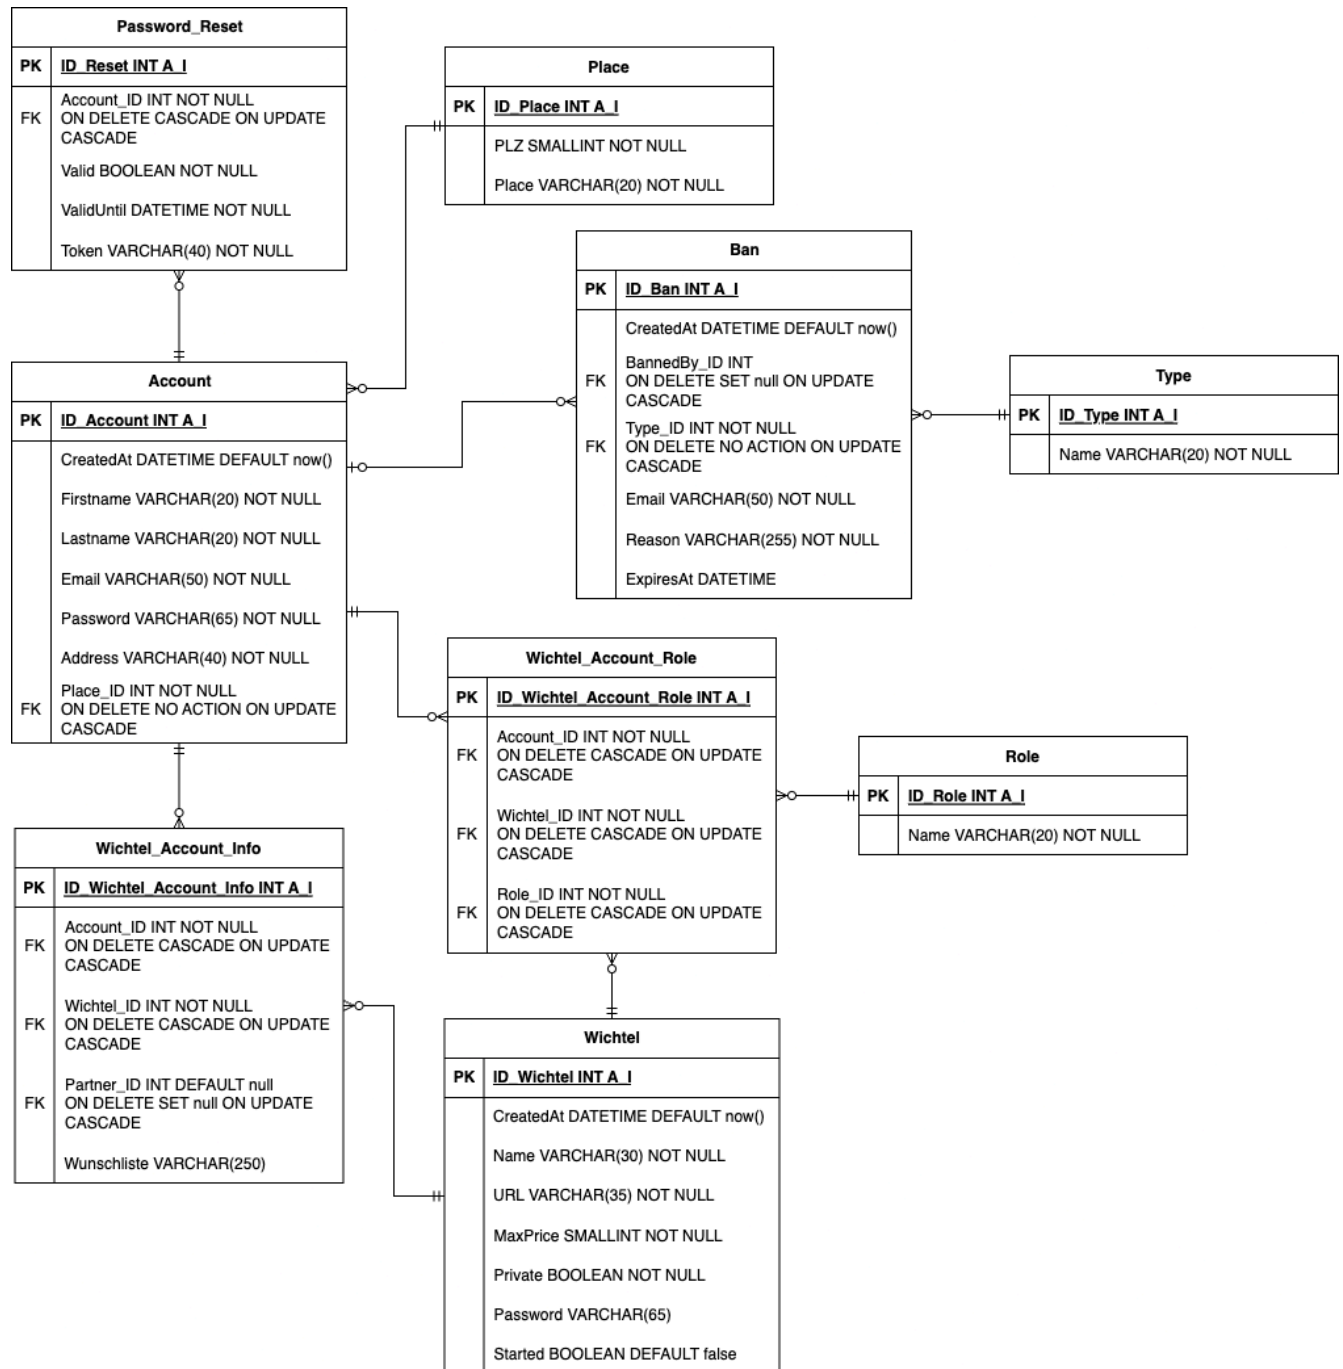 Password_Reset
PK ID_Reset INT A_I
Account_ID INT NOT NULL
FK ON DELETE CASCADE ON UPDATE
CASCADE
Valid BOOLEAN NOT NULL
ValidUntil DATETIME NOT NULL
Token VARCHAR(40) NOT NULL
Place
PK ID_Place INT A_I
PLZ SMALLINT NOT NULL
Place VARCHAR(20) NOT NULL
Ban
PK ID_Ban INT A_I
CreatedAt DATETIME DEFAULT now()
BannedBy_ID INT
FK ON DELETE SET null ON UPDATE
CASCADE
Type_ID INT NOT NULL
FK ON DELETE NO ACTION ON UPDATE
CASCADE
Email VARCHAR(50) NOT NULL
Reason VARCHAR(255) NOT NULL
ExpiresAt DATETIME
Type
PK ID_Type INT A_I
Name VARCHAR(20) NOT NULL
Account
PK ID_Account INT A_I
CreatedAt DATETIME DEFAULT now()
Firstname VARCHAR(20) NOT NULL
Lastname VARCHAR(20) NOT NULL
Email VARCHAR(50) NOT NULL
Password VARCHAR(65) NOT NULL
Address VARCHAR(40) NOT NULL
Place_ID INT NOT NULL
FK ON DELETE NO ACTION ON UPDATE
CASCADE
Wichtel_Account_Role
PK ID_Wichtel_Account_Role INT A_I
Account_ID INT NOT NULL
FK ON DELETE CASCADE ON UPDATE
CASCADE
Wichtel_ID INT NOT NULL
FK ON DELETE CASCADE ON UPDATE
CASCADE
Role_ID INT NOT NULL
FK ON DELETE CASCADE ON UPDATE
CASCADE
Role
PK ID_Role INT A_I
Name VARCHAR(20) NOT NULL
Wichtel_Account_Info
PK ID_Wichtel_Account_Info INT A_I
Account_ID INT NOT NULL
FK ON DELETE CASCADE ON UPDATE
CASCADE
Wichtel_ID INT NOT NULL
FK ON DELETE CASCADE ON UPDATE
CASCADE
Partner_ID INT DEFAULT null
FK ON DELETE SET null ON UPDATE
CASCADE
Wunschliste VARCHAR(250)
Wichtel
PK ID_Wichtel INT A_I
CreatedAt DATETIME DEFAULT now()
Name VARCHAR(30) NOT NULL
URL VARCHAR(35) NOT NULL
MaxPrice SMALLINT NOT NULL
Private BOOLEAN NOT NULL
Password VARCHAR(65)
Started BOOLEAN DEFAULT false